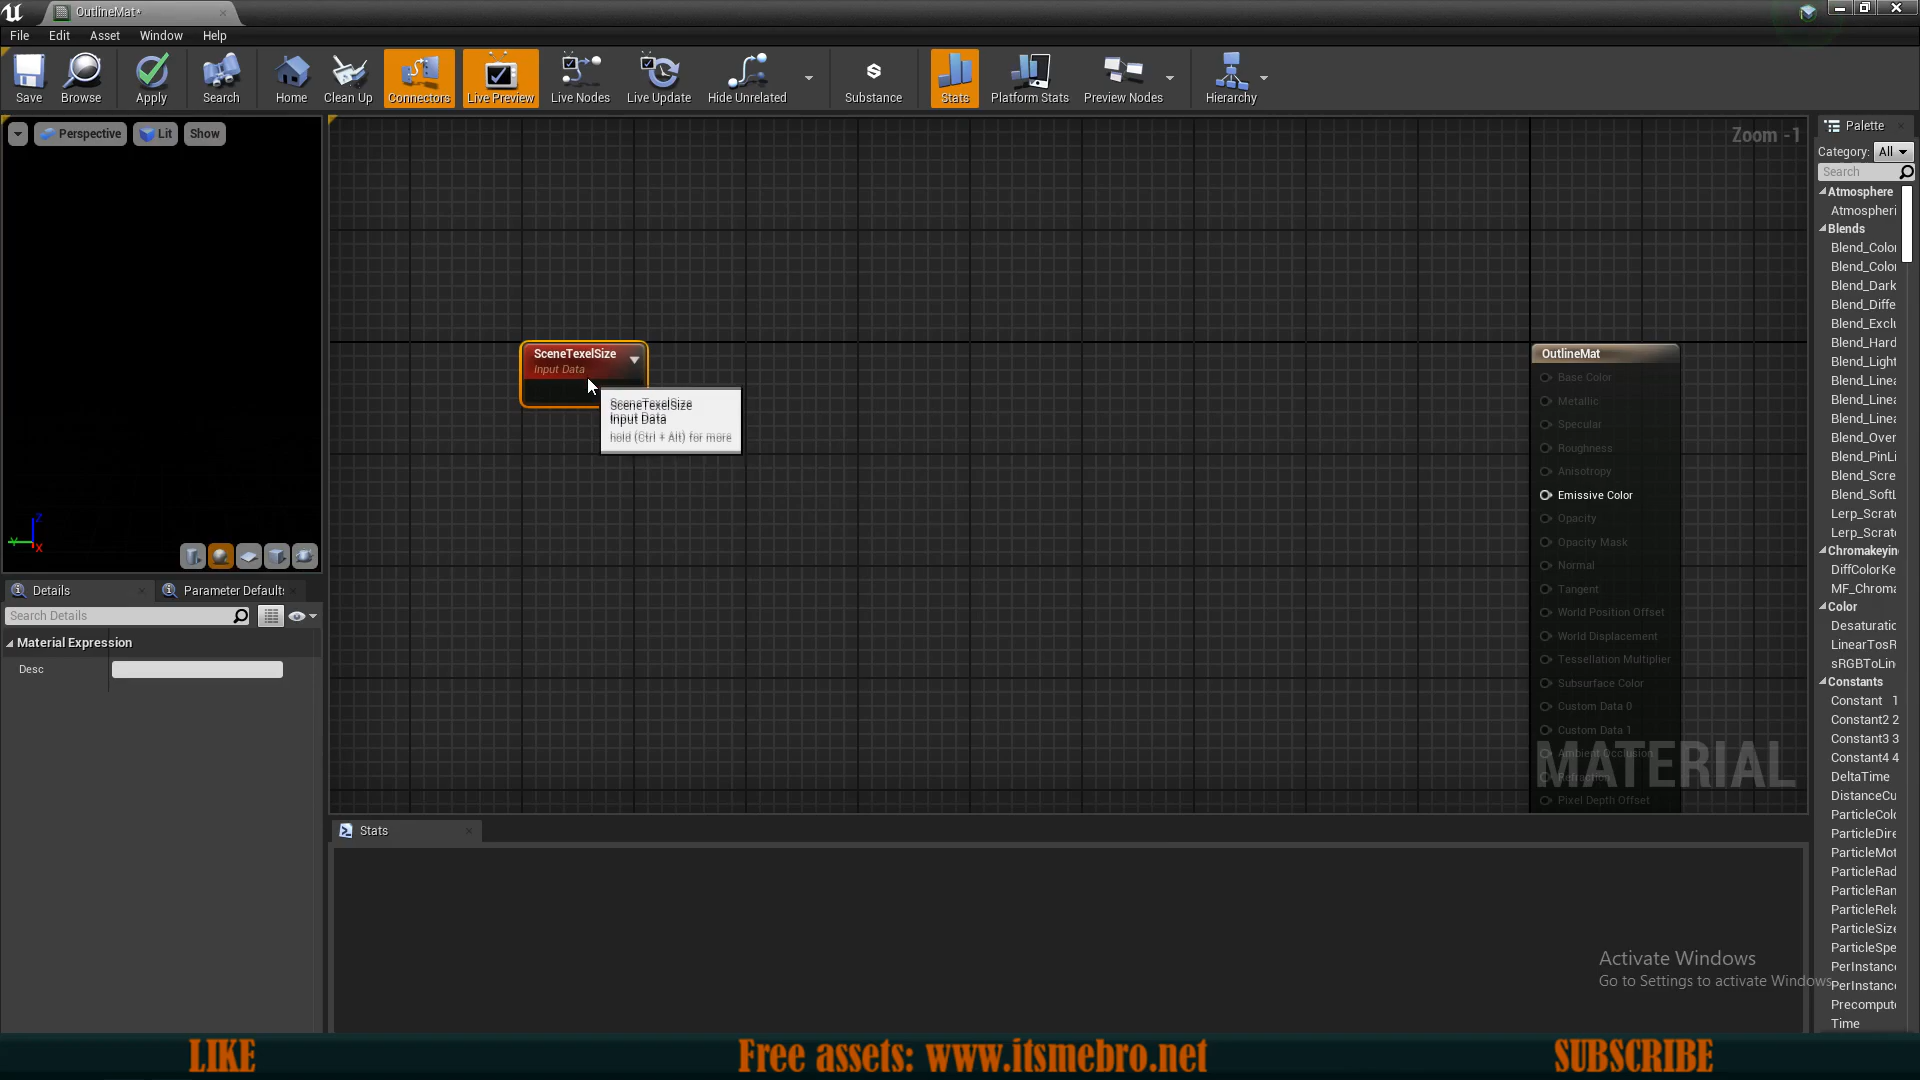 OutlineMat*
File Edit Asset Window Help
Save Browse Apply Search Home Clean Up Connectors Live Preview Live Nodes Live Update Hide Unrelated Substance Stats Platform Stats Preview Nodes Hierarchy
Perspective Lit Show
Zoom -1
SceneTexelSize
Input Data
SceneTexelSize
Input Data
hold (Ctrl + Alt) for more
OutlineMat
Base Color
Metallic
Specular
Roughness
Anisotropy
Emissive Color
Opacity
Opacity Mask
Normal
Tangent
World Position Offset
World Displacement
Tessellation Multiplier
Subsurface Color
Custom Data 0
Custom Data 1
Ambient Occlusion
Refraction
Pixel Depth Offset
MATERIAL
Z
Y
X
Details
Parameter Defaults
Search Details
Material Expression
Desc
Stats
Palette
Category: All
Search
Atmosphere
Atmospheri
Blends
Blend_Color
Blend_Color
Blend_Dark
Blend_Diffe
Blend_Exclu
Blend_Hard
Blend_Light
Blend_Linea
Blend_Linea
Blend_Linea
Blend_Over
Blend_PinLi
Blend_Scre
Blend_SoftL
Lerp_Scrato
Lerp_Scrato
Chromakeying
DiffColorKe
MF_Chroma
Color
Desaturatio
LinearTosR
sRGBToLin
Constants
Constant 1
Constant2 2
Constant3 3
Constant4 4
DeltaTime
DistanceCu
ParticleColo
ParticleDire
ParticleMot
ParticleRad
ParticleRan
ParticleRela
ParticleSize
ParticleSpe
PerInstance
PerInstance
Precompute
Time
Activate Windows
Go to Settings to activate Windows.
LIKE
Free assets: www.itsmebro.net
SUBSCRIBE